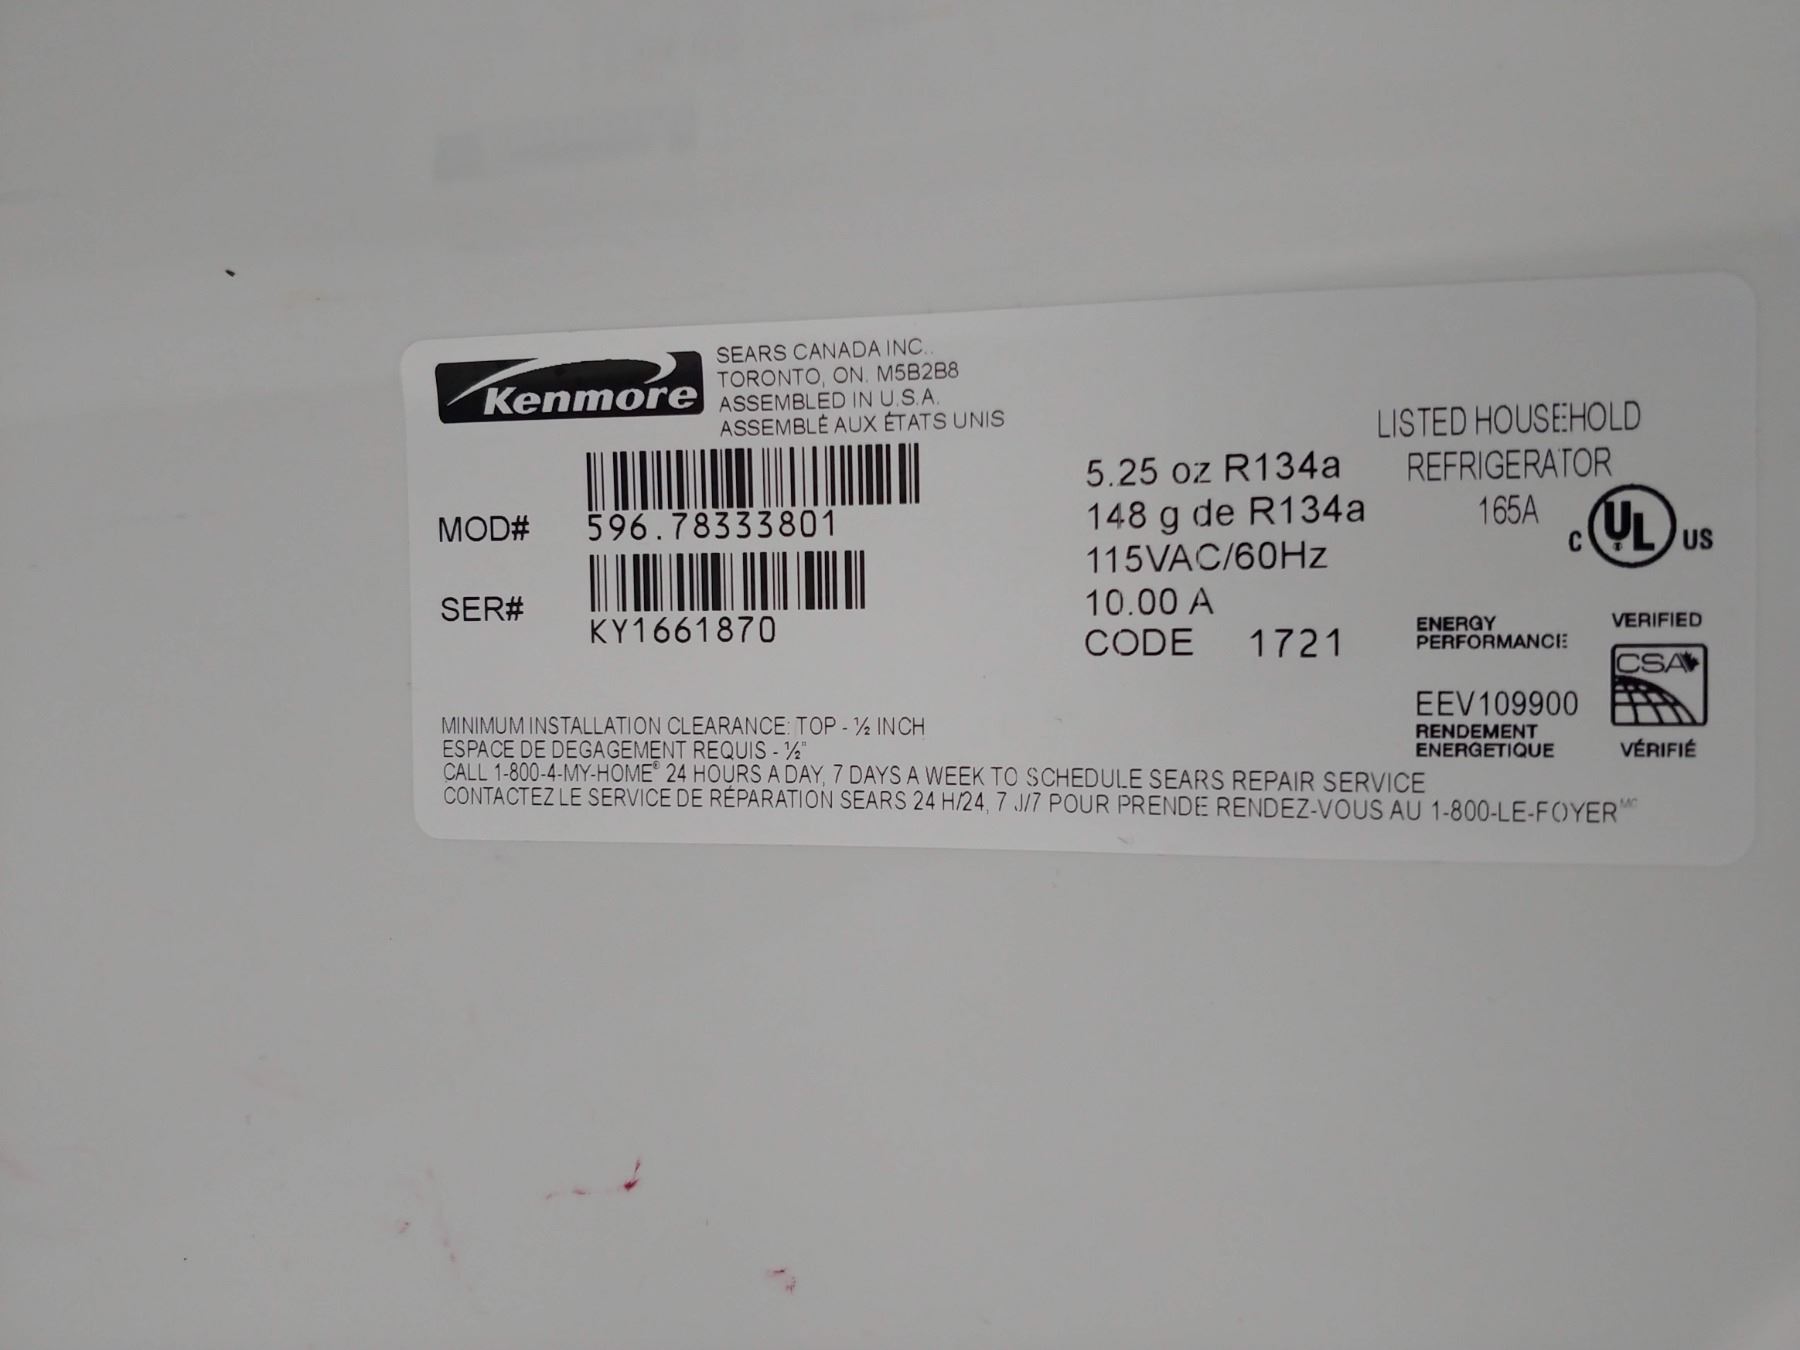 Kenmore
SEARS CANADA INC..
TORONTO, ON. M5B2B8
ASSEMBLED IN U.S.A.
ASSEMBLÉ AUX ÉTATS UNIS
MOD# 596.78333801
SER# KY1661870
5.25 oz R134a
148 g de R134a
115VAC/60Hz
10.00 A
CODE 1721
LISTED HOUSEHOLD
REFRIGERATOR
165A
C UL US
ENERGY
PERFORMANCE
VERIFIED
CSA
EEV109900
RENDEMENT
ENERGETIQUE
VÉRIFIÉ
MINIMUM INSTALLATION CLEARANCE: TOP - ½ INCH
ESPACE DE DEGAGEMENT REQUIS - ½"
CALL 1-800-4-MY-HOME® 24 HOURS A DAY, 7 DAYS A WEEK TO SCHEDULE SEARS REPAIR SERVICE
CONTACTEZ LE SERVICE DE RÉPARATION SEARS 24 H/24, 7 J/7 POUR PRENDE RENDEZ-VOUS AU 1-800-LE-FOYER MC